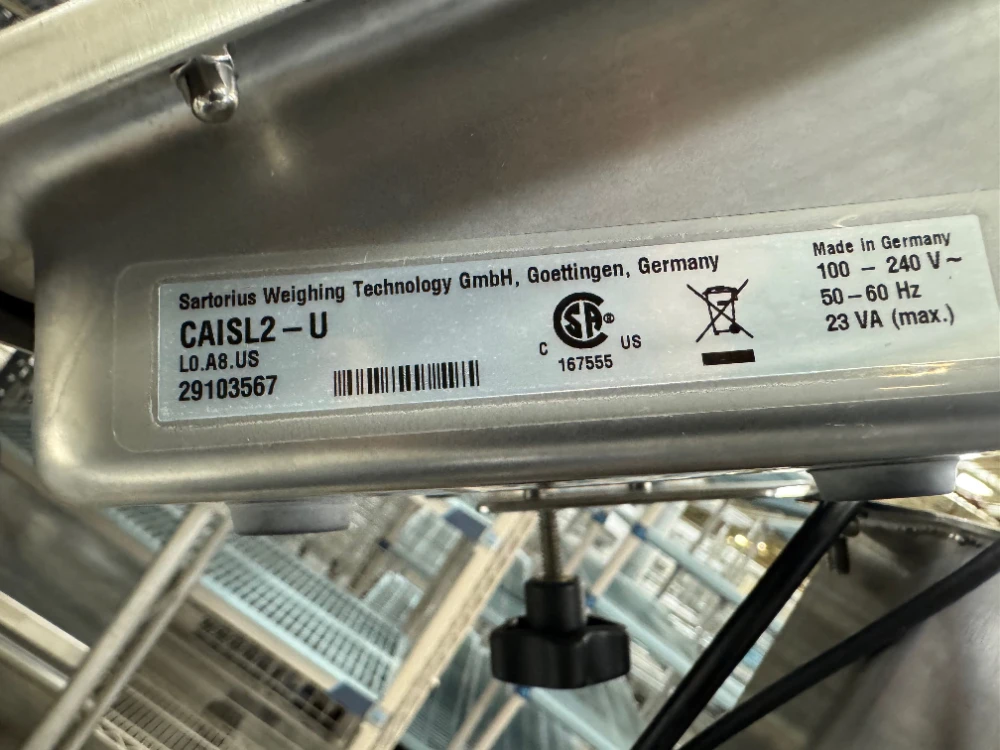 Sartorius Weighing Technology GmbH, Goettingen, Germany
CAISL2-U
L0.A8.US
29103567
C SA® US
167555
Made in Germany
100 – 240 V~
50–60 Hz
23 VA (max.)